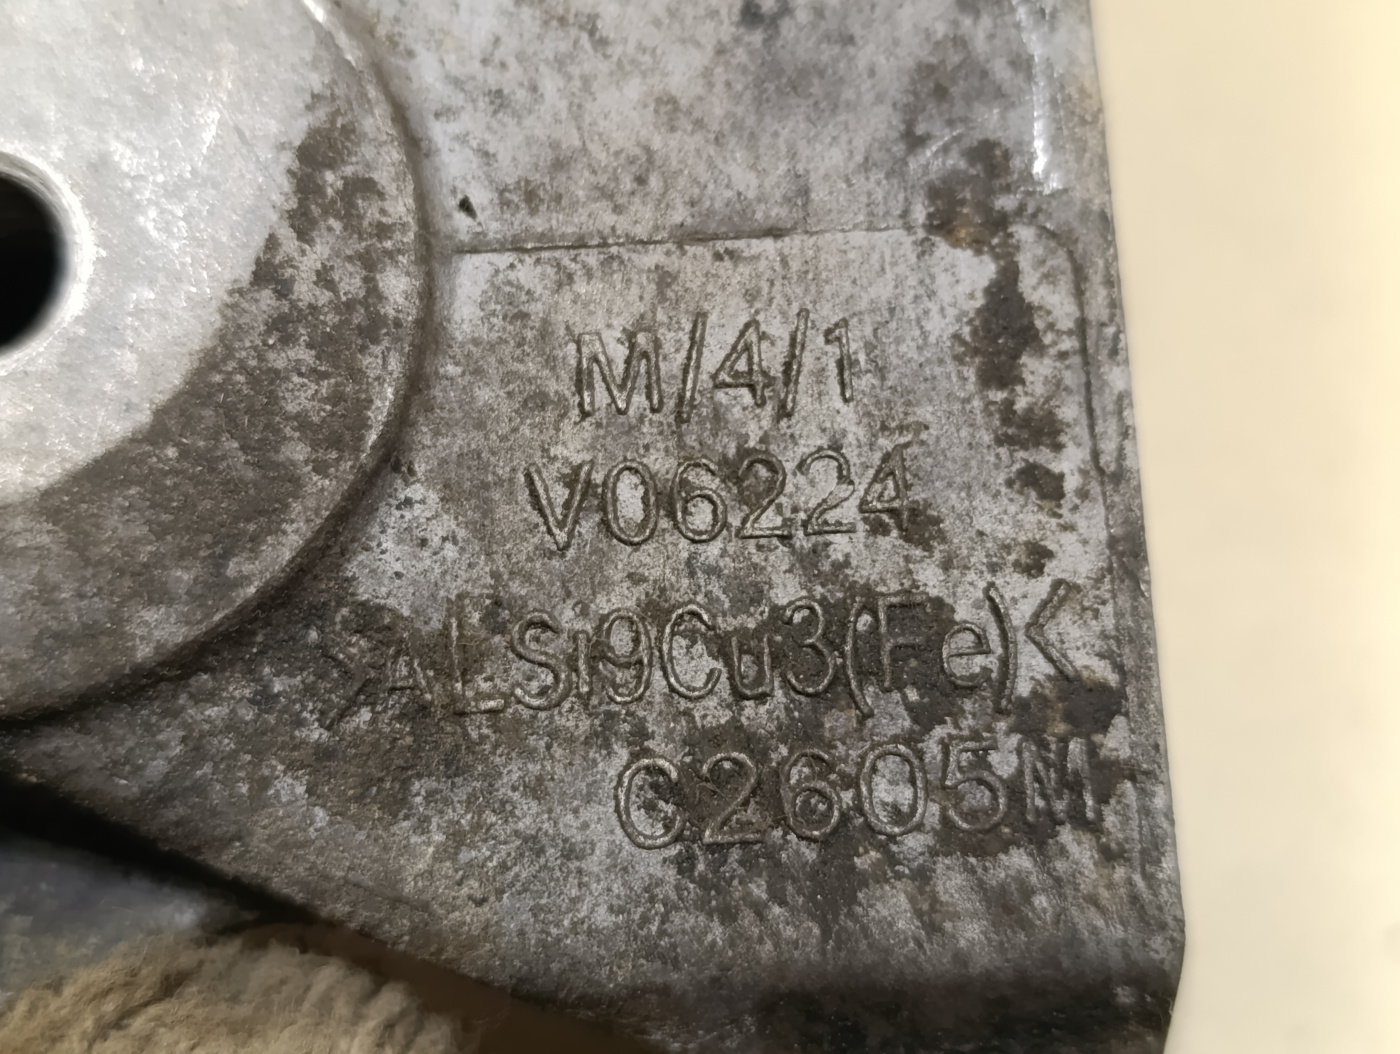 M/4/1
V06224
>ALSi9Cu3(Fe)<
C2605M